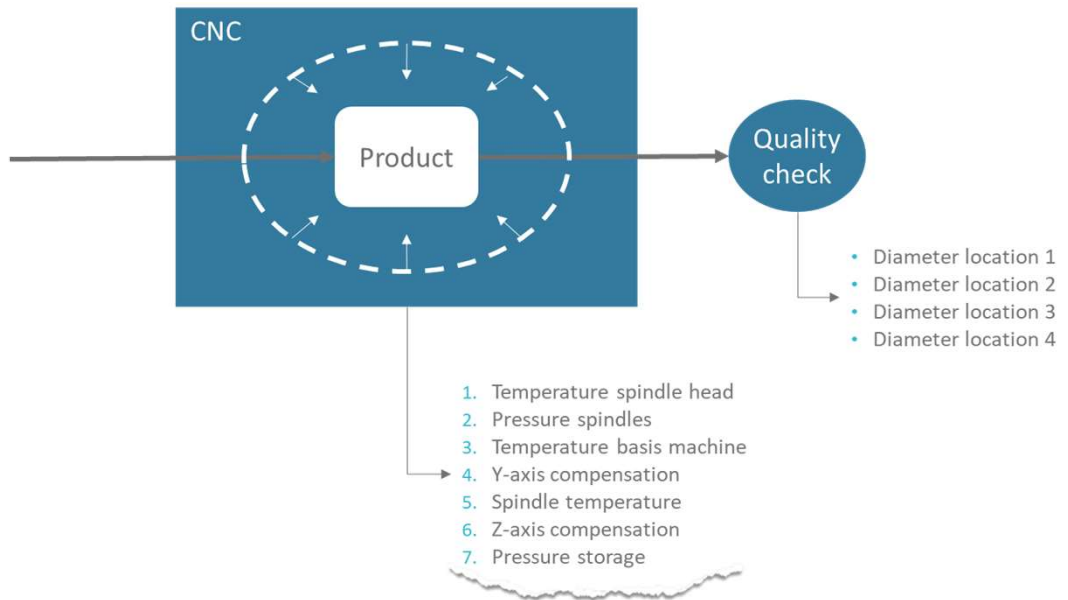 CNC
Product
Quality
check
• Diameter location 1
• Diameter location 2
• Diameter location 3
• Diameter location 4
1. Temperature spindle head
2. Pressure spindles
3. Temperature basis machine
4. Y-axis compensation
5. Spindle temperature
6. Z-axis compensation
7. Pressure storage